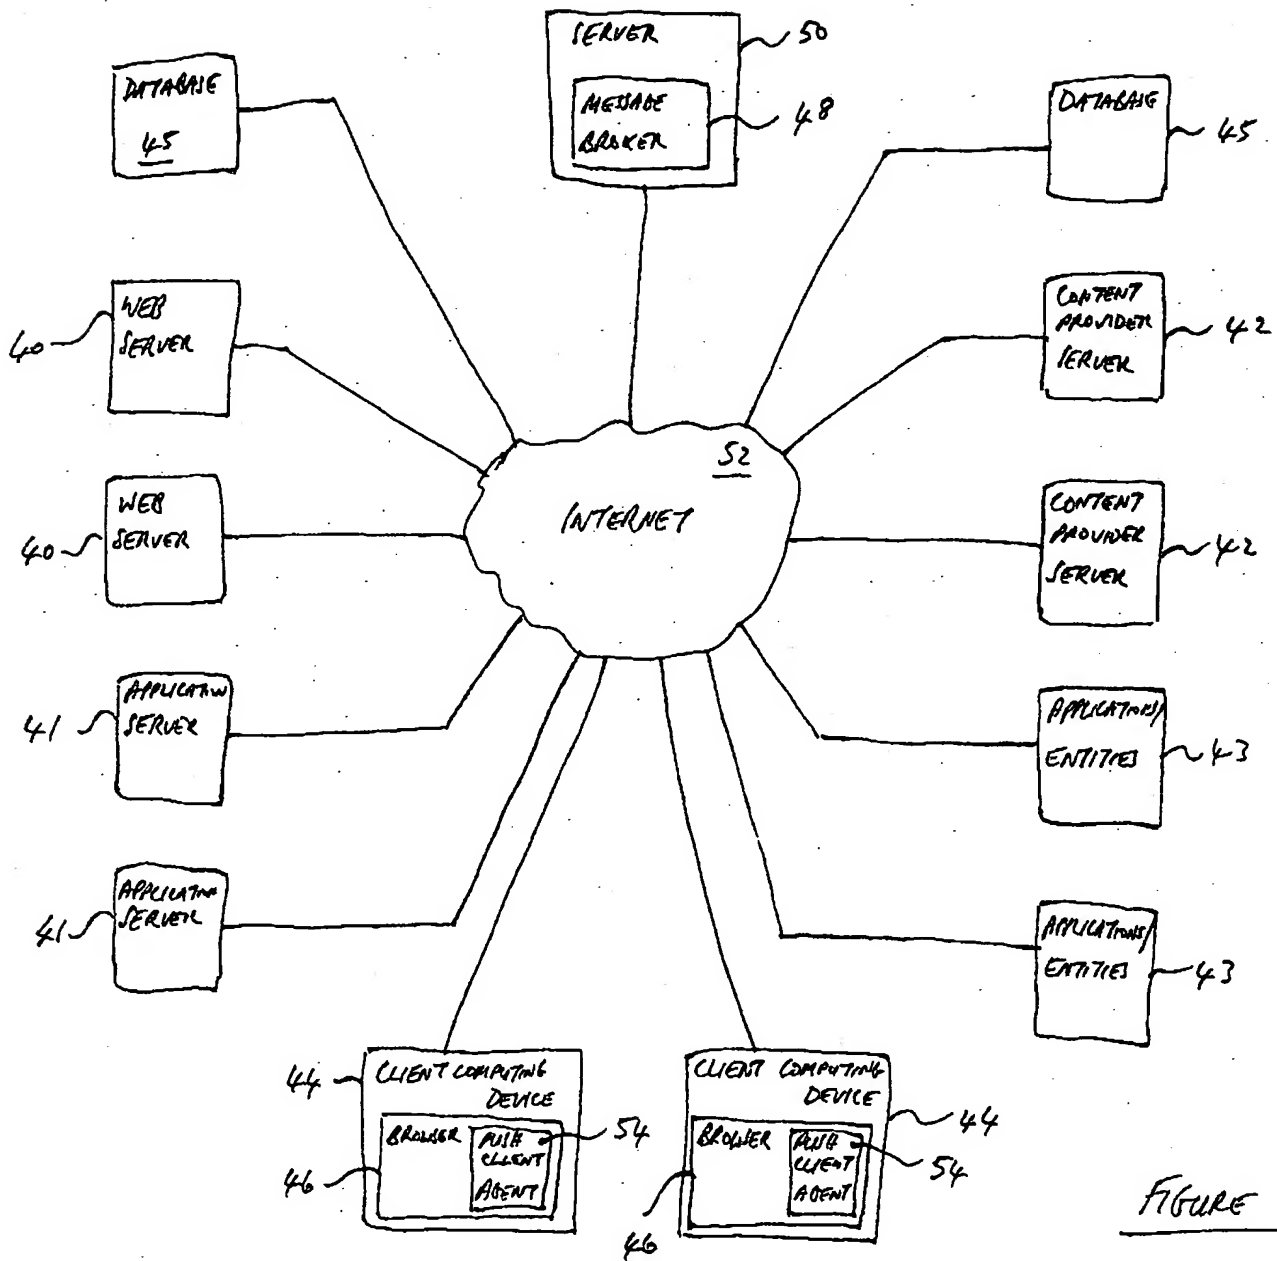 SERVER
50
MESSAGE
BROKER
48
DATABASE
45
DATABASE
45
WEB
SERVER
40
CONTENT
PROVIDER
SERVER
42
52
INTERNET
WEB
SERVER
40
CONTENT
PROVIDER
SERVER
42
APPLICATION
SERVER
41
APPLICATIONS/
ENTITIES
43
APPLICATION
SERVER
41
APPLICATIONS/
ENTITIES
43
44
CLIENT COMPUTING
DEVICE
BROWSER
PUSH
CLIENT
AGENT
54
46
CLIENT COMPUTING
DEVICE
44
BROWSER
PUSH
CLIENT
AGENT
54
46
FIGURE